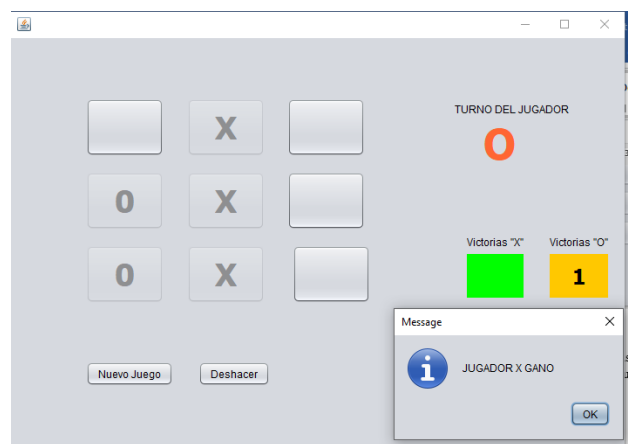 TURNO DEL JUGADOR
O
X
0 X
0 X
Victorias "X" Victorias "O"
1
Nuevo Juego Deshacer
Message
JUGADOR X GANO
OK